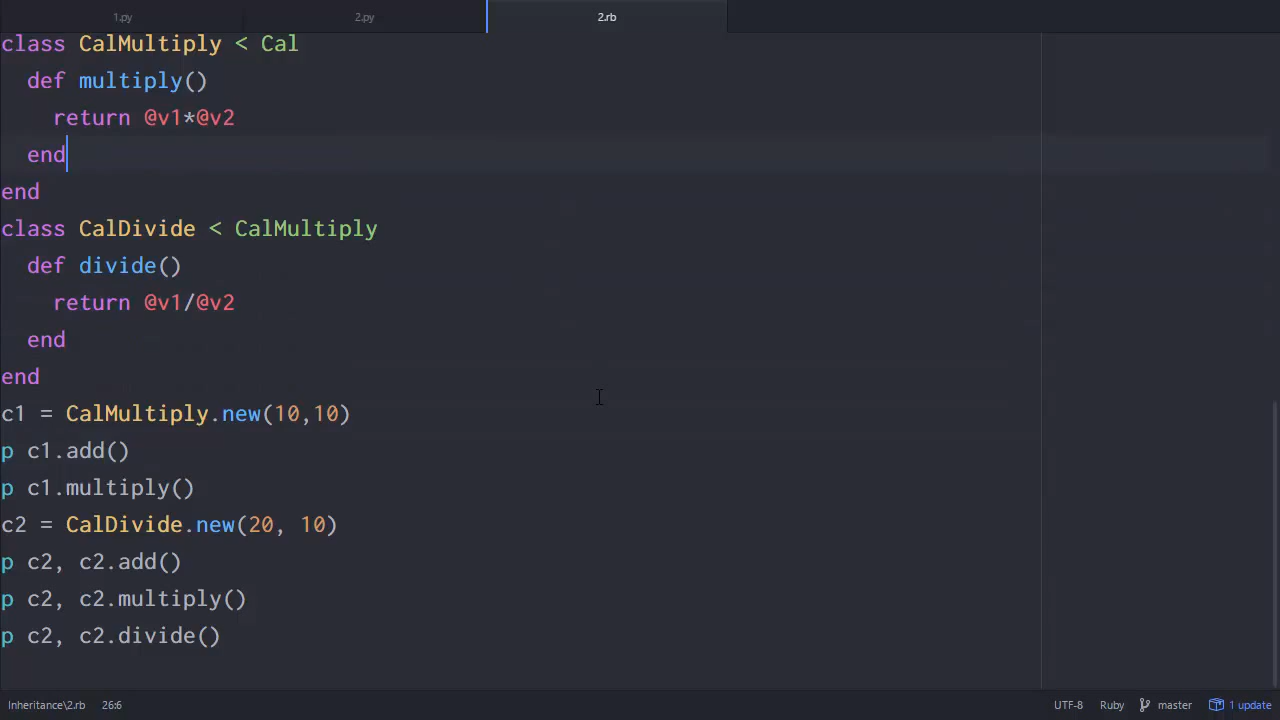 1.py 2.py 2.rb
class CalMultiply < Cal
  def multiply()
    return @v1*@v2
  end
end
class CalDivide < CalMultiply
  def divide()
    return @v1/@v2
  end
end
c1 = CalMultiply.new(10,10)
p c1.add()
p c1.multiply()
c2 = CalDivide.new(20, 10)
p c2, c2.add()
p c2, c2.multiply()
p c2, c2.divide()
Inheritance\2.rb 26:6 UTF-8 Ruby master 1 update